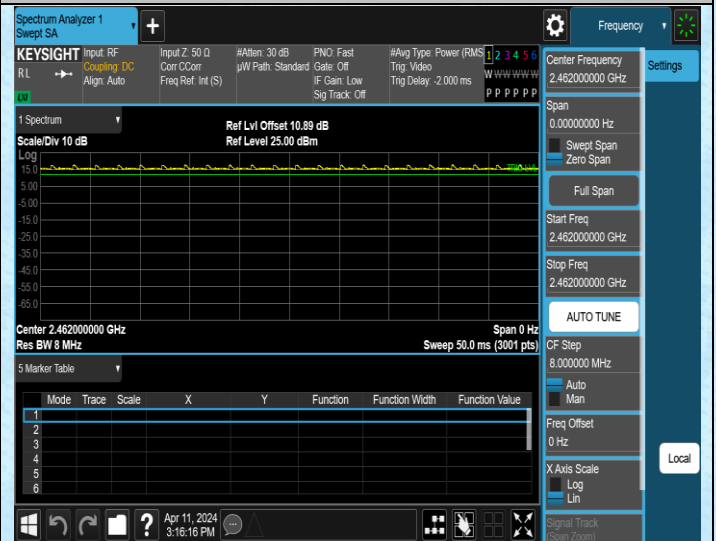 Spectrum Analyzer 1
Swept SA
Frequency
KEYSIGHT
RL
LXI
Input: RF
Coupling: DC
Align: Auto
Input Z: 50 Ω
Corr CCorr
Freq Ref: Int (S)
#Atten: 30 dB
µW Path: Standard
PNO: Fast
Gate: Off
IF Gain: Low
Sig Track: Off
#Avg Type: Power (RMS
Trig: Video
Trig Delay: -2.000 ms
1 2 3 4 5 6
W W W W W W
P P P P P P
Center Frequency
2.462000000 GHz
Settings
Span
0.00000000 Hz
Swept Span
Zero Span
Full Span
Start Freq
2.462000000 GHz
Stop Freq
2.462000000 GHz
AUTO TUNE
CF Step
8.000000 MHz
Auto
Man
Freq Offset
0 Hz
X Axis Scale
Log
Lin
Signal Track
(Span Zoom)
Local
1 Spectrum
Scale/Div 10 dB
Ref Lvl Offset 10.89 dB
Ref Level 25.00 dBm
Log
15.0
5.00
-5.00
-15.0
-25.0
-35.0
-45.0
-55.0
-65.0
TRIG LVL
Center 2.462000000 GHz
Span 0 Hz
Res BW 8 MHz
Sweep 50.0 ms (3001 pts)
5 Marker Table
Mode Trace Scale X Y Function Function Width Function Value
1
2
3
4
5
6
?
Apr 11, 2024
3:16:16 PM